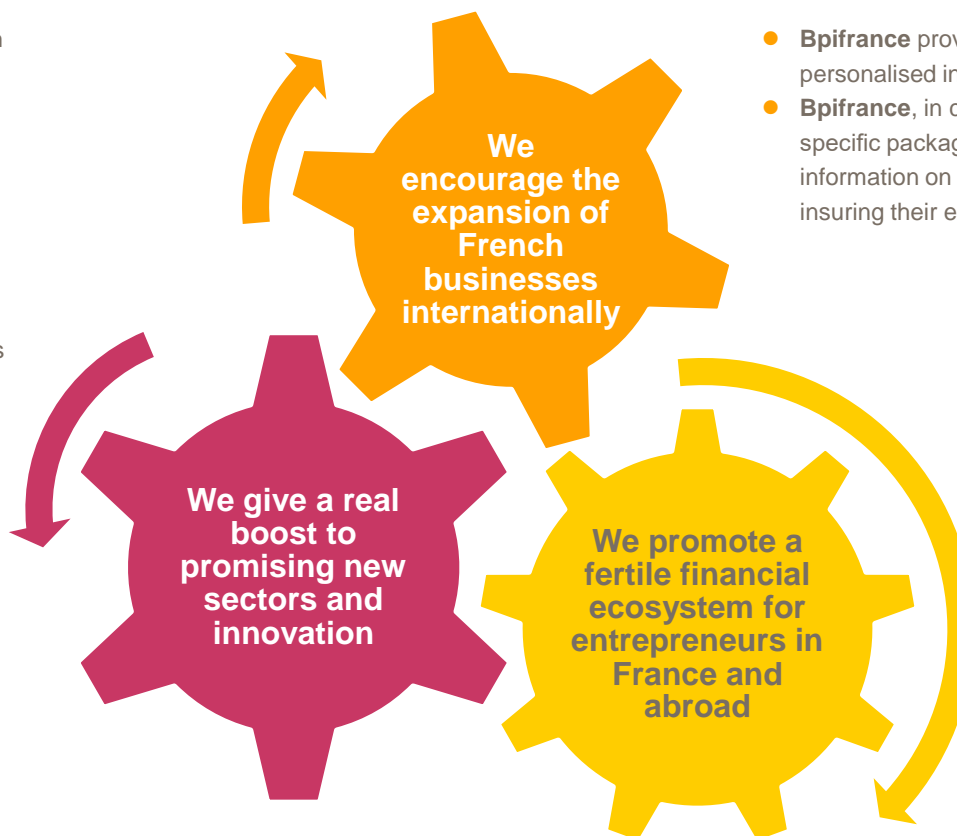 ● Bpifrance prov
personalised in
● Bpifrance, in
specific packag
information on
insuring their e
We
encourage the
expansion of
French
businesses
internationally
s
We give a real
boost to
promising new
sectors and
innovation
We promote a
fertile financial
ecosystem for
entrepreneurs in
France and
abroad